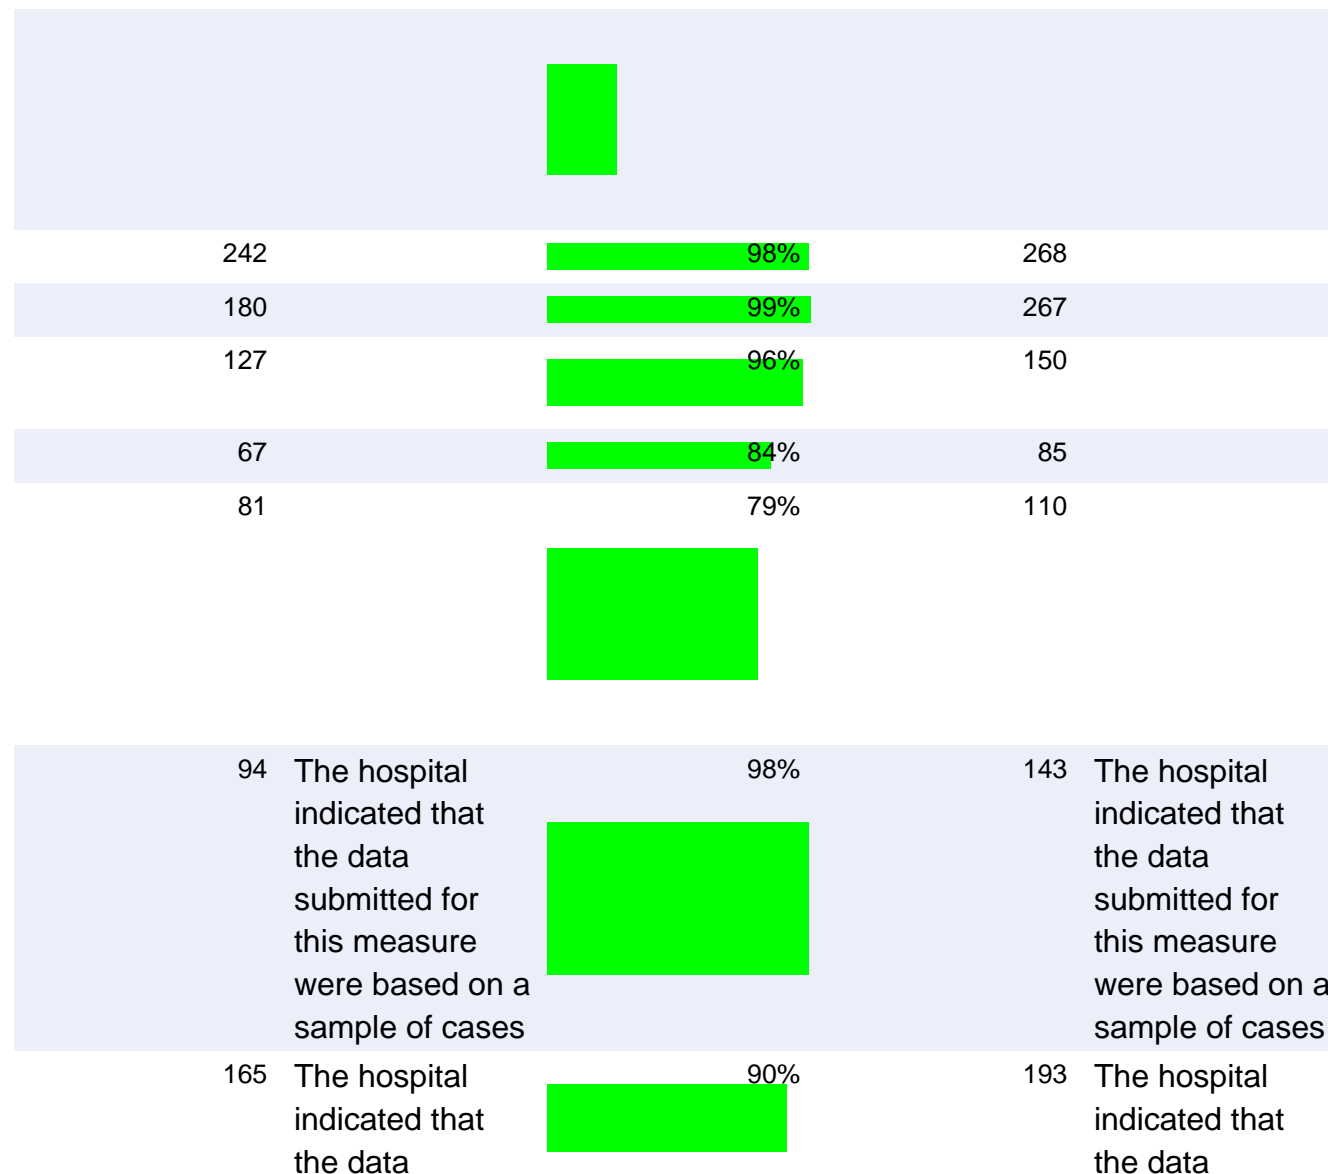 242 98% 268
180 99% 267
127 96% 150
67 84% 85
81 79% 110
94 The hospital 98% 143 The hospital
indicated that indicated that
the data the data
submitted for submitted for
this measure this measure
were based on a were based on a
sample of cases sample of cases
165 The hospital 90% 193 The hospital
indicated that indicated that
the data the data